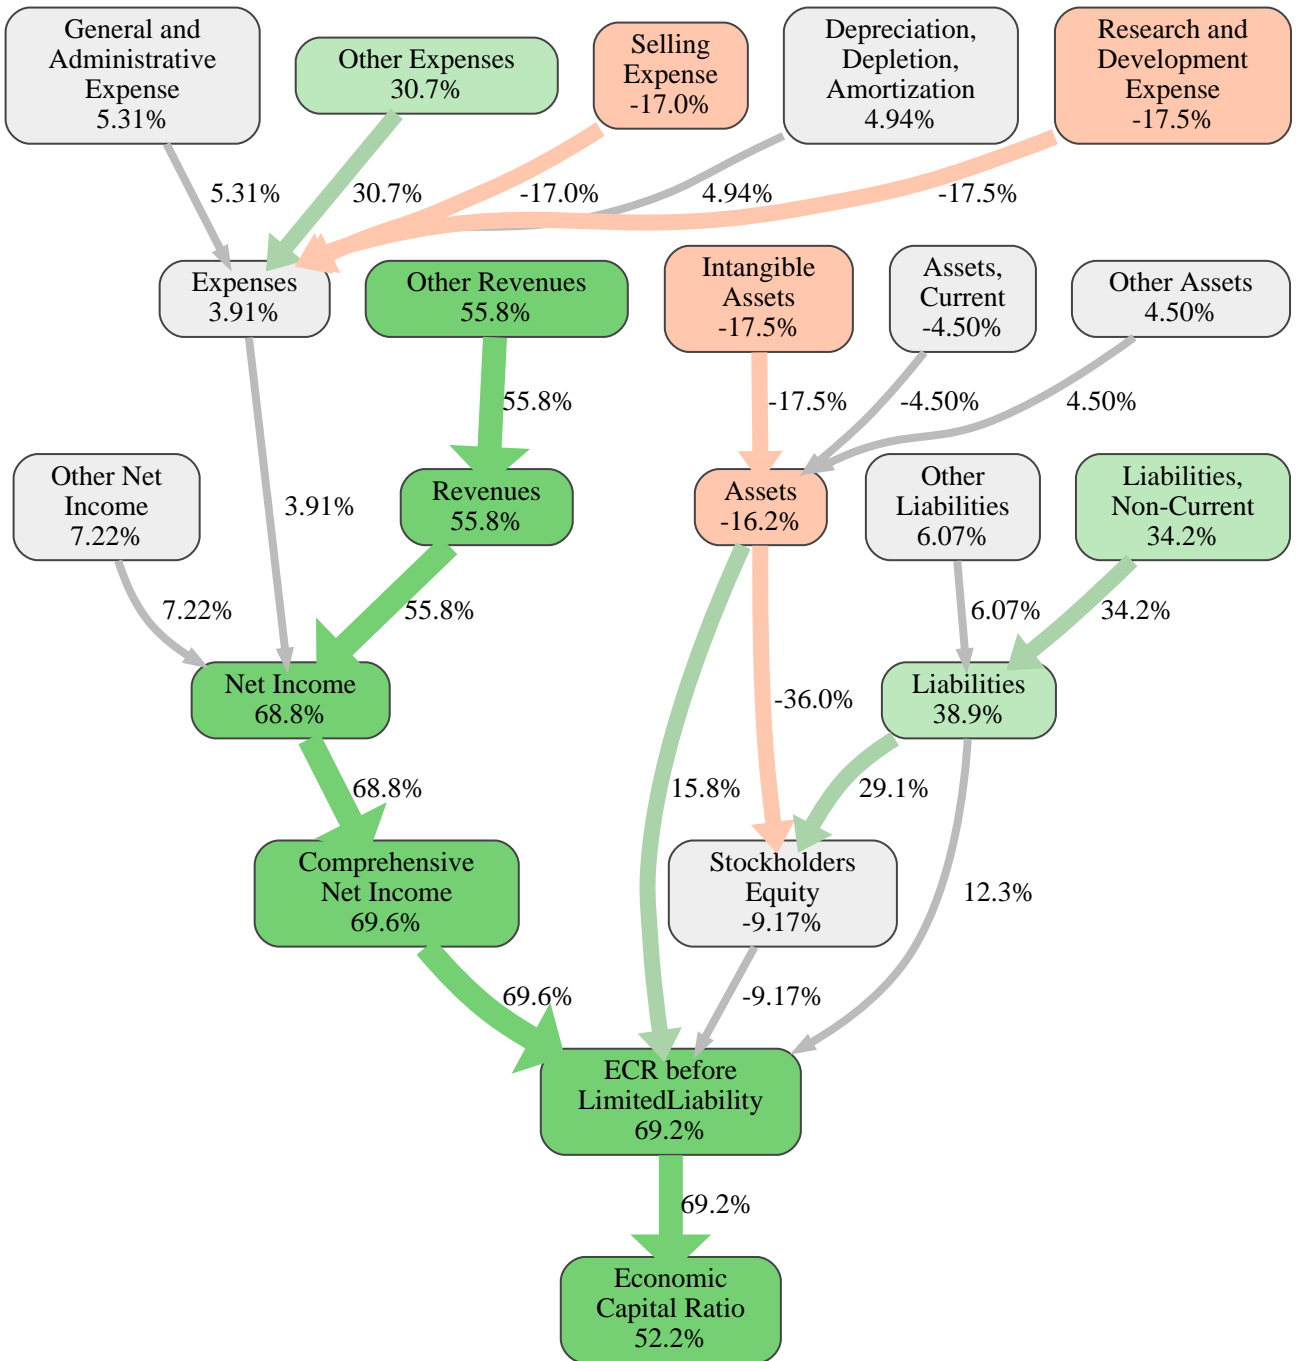 General and
Administrative
Expense
5.31%
Other Expenses
30.7%
Selling
Expense
-17.0%
Depreciation,
Depletion,
Amortization
4.94%
Research and
Development
Expense
-17.5%
5.31%
30.7%
-17.0%
4.94%
-17.5%
Expenses
3.91%
Other Revenues
55.8%
Intangible
Assets
-17.5%
Assets,
Current
-4.50%
Other Assets
4.50%
55.8%
-17.5%
-4.50%
4.50%
Other Net
Income
7.22%
3.91%
Revenues
55.8%
Assets
-16.2%
Other
Liabilities
6.07%
Liabilities,
Non-Current
34.2%
7.22%
55.8%
6.07%
34.2%
Net Income
68.8%
-36.0%
Liabilities
38.9%
68.8%
15.8%
29.1%
Comprehensive
Net Income
69.6%
Stockholders
Equity
-9.17%
12.3%
69.6%
-9.17%
ECR before
LimitedLiability
69.2%
69.2%
Economic
Capital Ratio
52.2%